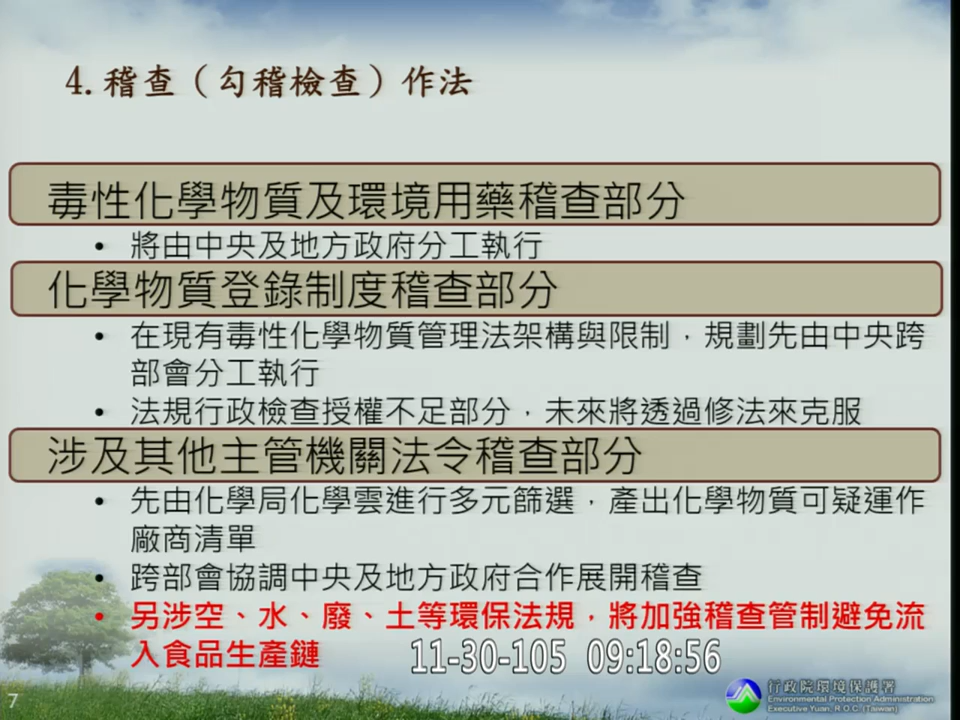 4.稽查（勾稽檢查）作法
毒性化學物質及環境用藥稽查部分
• 將由中央及地方政府分工執行
化學物質登錄制度稽查部分
• 在現有毒性化學物質管理法架構與限制，規劃先由中央跨
部會分工執行
• 法規行政檢查授權不足部分，未來將透過修法來克服
涉及其他主管機關法令稽查部分
• 先由化學局化學雲進行多元篩選，產出化學物質可疑運作
廠商清單
• 跨部會協調中央及地方政府合作展開稽查
• 另涉空、水、廢、土等環保法規，將加強稽查管制避免流
入食品生產鏈
11-30-105 09:18:56
7
行政院環境保護署
Environmental Protection Administration
Executive Yuan, R.O.C. (Taiwan)